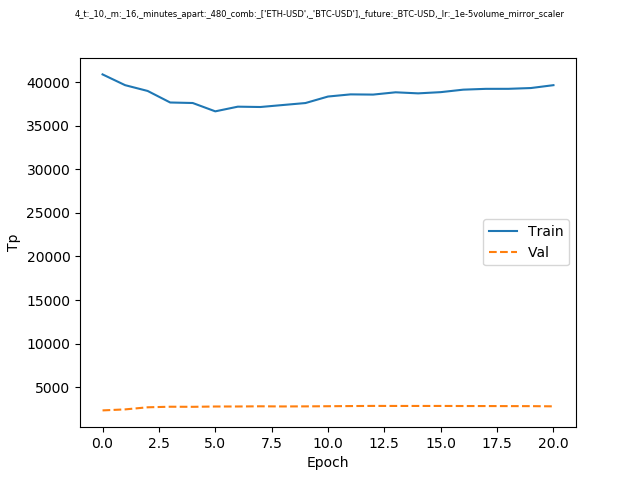 4_t:_10,_m:_16,_minutes_apart:_480_comb:_['ETH-USD',_'BTC-USD'],_future:_BTC-USD,_lr:_1e-5volume_mirror_scaler
40000
35000
30000
25000
20000
15000
10000
5000
Tp
Train
Val
0.0 2.5 5.0 7.5 10.0 12.5 15.0 17.5 20.0
Epoch